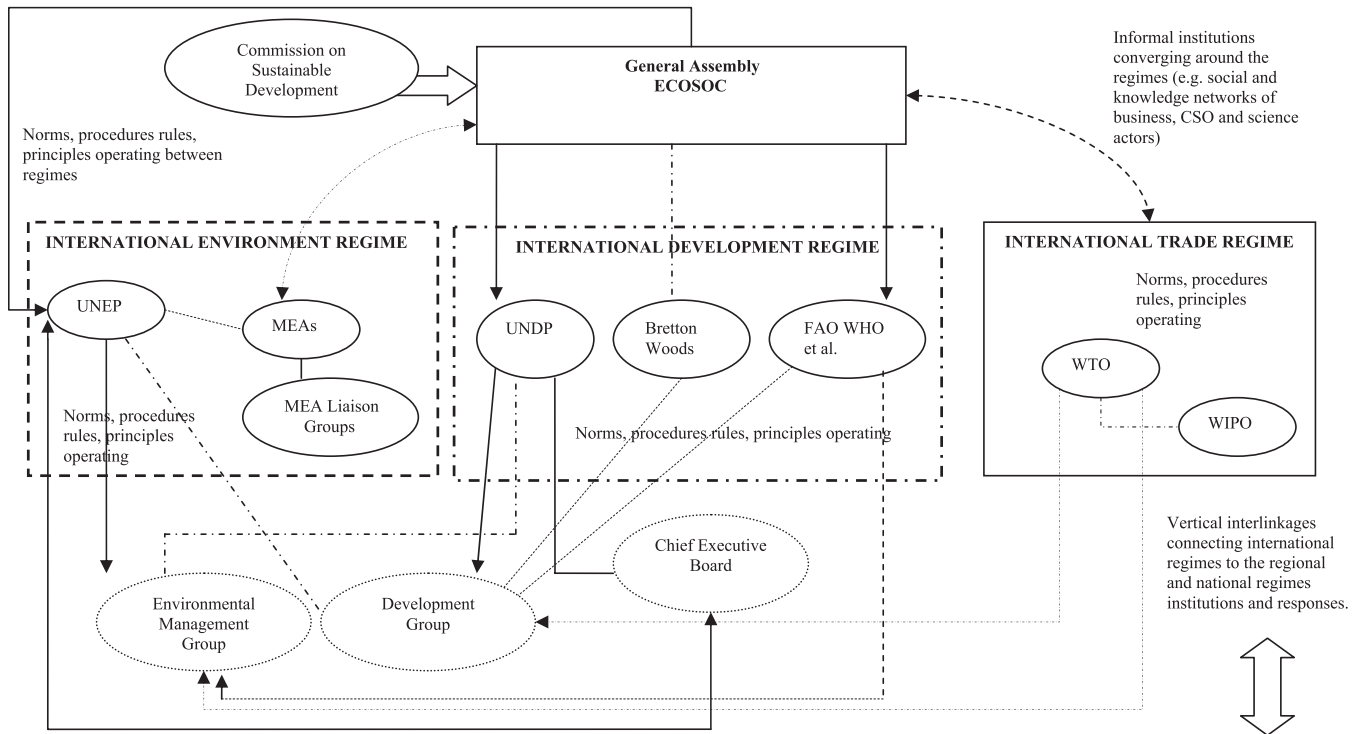 Commission on
Sustainable
Development
General Assembly
ECOSOC
Informal institutions
converging around the
regimes (e.g. social and
knowledge networks of
business, CSO and science
actors)
Norms, procedures rules,
principles operating between
regimes
INTERNATIONAL ENVIRONMENT REGIME
UNEP
MEAs
MEA Liaison
Groups
Norms, procedures
rules, principles
operating
INTERNATIONAL DEVELOPMENT REGIME
UNDP
Bretton
Woods
FAO WHO
et al.
Norms, procedures rules, principles operating
INTERNATIONAL TRADE REGIME
Norms, procedures
rules, principles
operating
WTO
WIPO
Chief Executive
Board
Environmental
Management
Group
Development
Group
Vertical interlinkages
connecting international
regimes to the regional
and national regimes
institutions and responses.